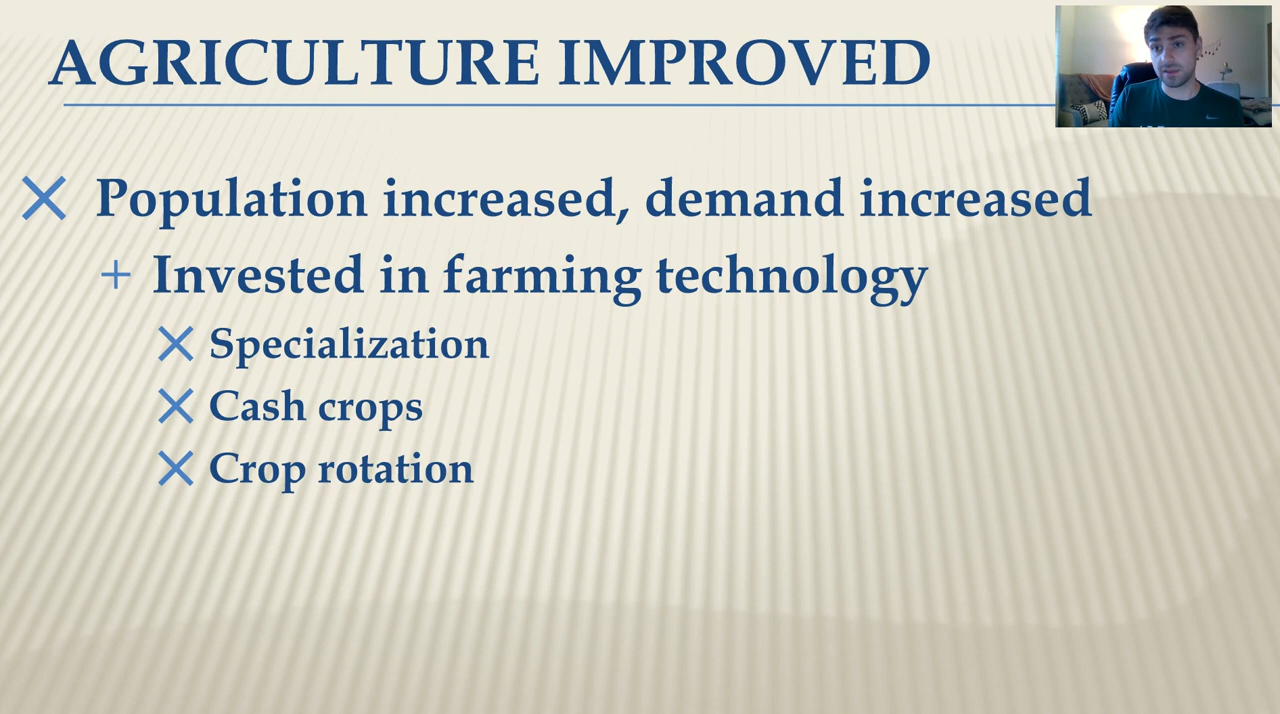 AGRICULTURE IMPROVED
Population increased, demand increased
Invested in farming technology
Specialization
Cash crops
Crop rotation